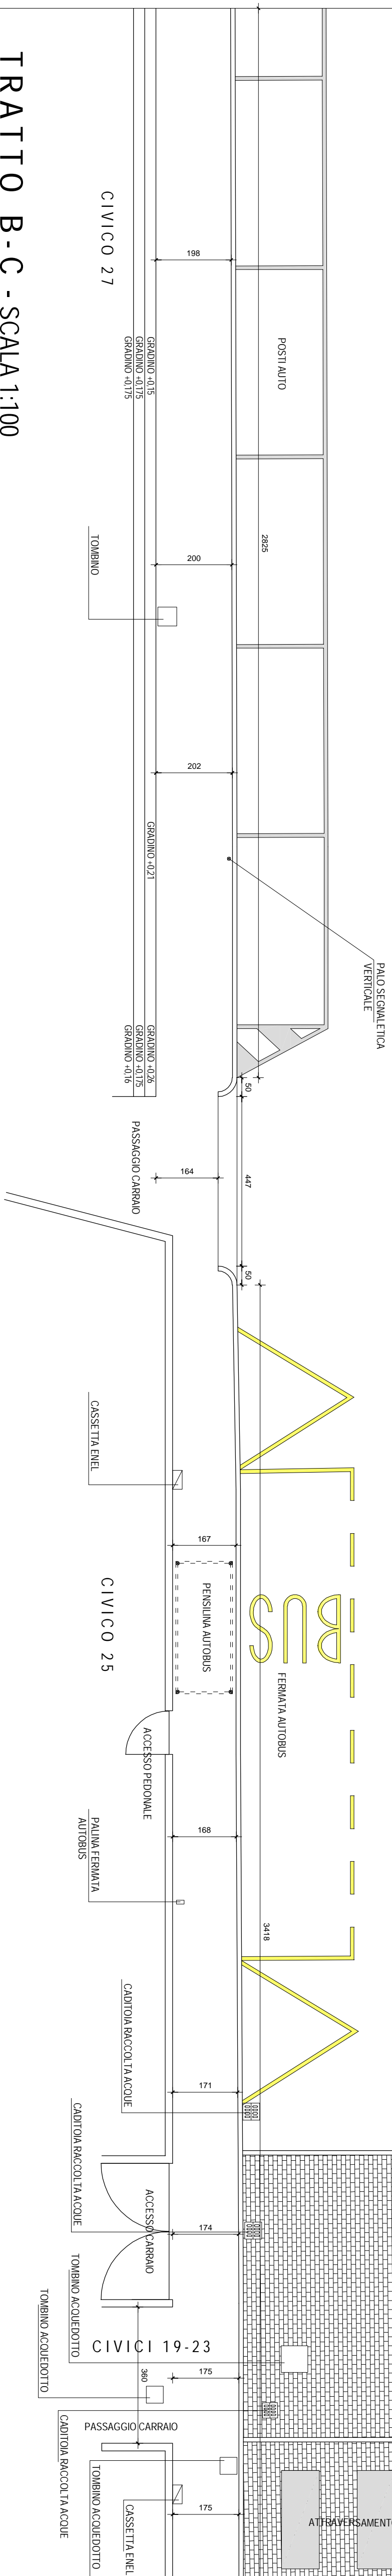 TRATTO B-C - SCALA 1:100
CIVICO 27
198
POSTI AUTO
GRADINO +0,15
GRADINO +0,175
GRADINO +0,175
TOMBINO
200
2825
202
GRADINO +0,21
PALO SEGNALETICA
VERTICALE
GRADINO +0,26
GRADINO +0,175
GRADINO +0,16
50
PASSAGGIO CARRAIO
164
447
50
CASSETTA ENEL
167
CIVICO 25
PENSILINA AUTOBUS
BUS
FERMATA AUTOBUS
ACCESSO PEDONALE
PALINA FERMATA
AUTOBUS
168
3418
CADITOIA RACCOLTA ACQUE
171
CADITOIA RACCOLTA ACQUE
ACCESSO CARRAIO
174
TOMBINO ACQUEDOTTO
CIVICI 19-23
TOMBINO ACQUEDOTTO
360
175
CADITOIA RACCOLTA ACQUE
PASSAGGIO CARRAIO
TOMBINO ACQUEDOTTO
CASSETTA ENEL
175
ATTRAVERSAMENTO